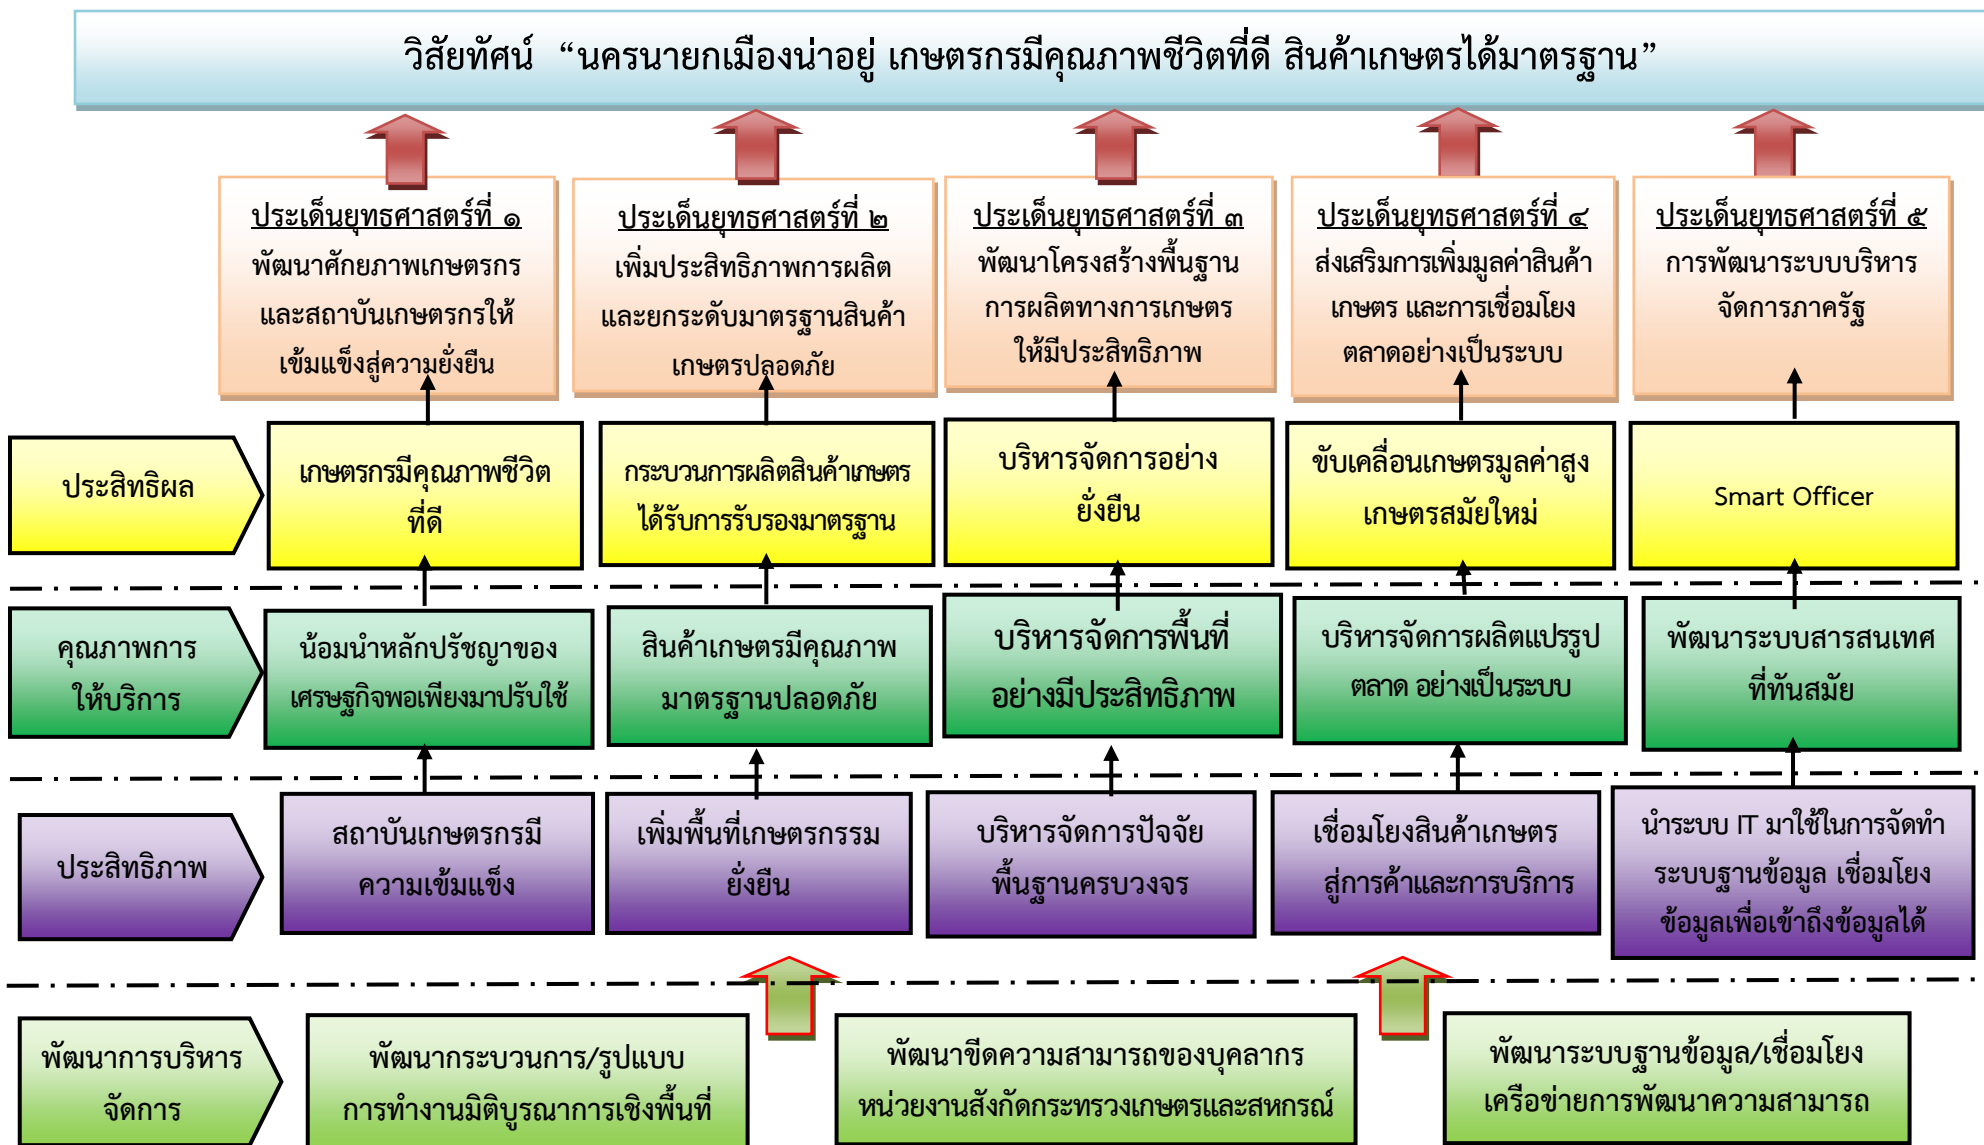 วิสัยทัศน์ “นครนายกเมืองน่าอยู่ เกษตรกรมีคุณภาพชีวิตที่ดี สินค้าเกษตรได้มาตรฐาน”
ประเด็นยุทธศาสตร์ที่ ๑
พัฒนาศักยภาพเกษตรกร
และสถาบันเกษตรกรให้
เข้มแข็งสู่ความยั่งยืน
ประเด็นยุทธศาสตร์ที่ ๒
เพิ่มประสิทธิภาพการผลิต
และยกระดับมาตรฐานสินค้า
เกษตรปลอดภัย
ประเด็นยุทธศาสตร์ที่ ๓
พัฒนาโครงสร้างพื้นฐาน
การผลิตทางการเกษตร
ให้มีประสิทธิภาพ
ประเด็นยุทธศาสตร์ที่ ๔
ส่งเสริมการเพิ่มมูลค่าสินค้า
เกษตร และการเชื่อมโยง
ตลาดอย่างเป็นระบบ
ประเด็นยุทธศาสตร์ที่ ๕
การพัฒนาระบบบริหาร
จัดการภาครัฐ
ประสิทธิผล
เกษตรกรมีคุณภาพชีวิต
ที่ดี
กระบวนการผลิตสินค้าเกษตร
ได้รับการรับรองมาตรฐาน
บริหารจัดการอย่าง
ยั่งยืน
ขับเคลื่อนเกษตรมูลค่าสูง
เกษตรสมัยใหม่
Smart Officer
คุณภาพการ
ให้บริการ
น้อมนำหลักปรัชญาของ
เศรษฐกิจพอเพียงมาปรับใช้
สินค้าเกษตรมีคุณภาพ
มาตรฐานปลอดภัย
บริหารจัดการพื้นที่
อย่างมีประสิทธิภาพ
บริหารจัดการผลิตแปรรูป
ตลาด อย่างเป็นระบบ
พัฒนาระบบสารสนเทศ
ที่ทันสมัย
ประสิทธิภาพ
สถาบันเกษตรกรมี
ความเข้มแข็ง
เพิ่มพื้นที่เกษตรกรรม
ยั่งยืน
บริหารจัดการปัจจัย
พื้นฐานครบวงจร
เชื่อมโยงสินค้าเกษตร
สู่การค้าและการบริการ
นำระบบ IT มาใช้ในการจัดทำ
ระบบฐานข้อมูล เชื่อมโยง
ข้อมูลเพื่อเข้าถึงข้อมูลได้
พัฒนาการบริหาร
จัดการ
พัฒนากระบวนการ/รูปแบบ
การทำงานมิติบูรณาการเชิงพื้นที่
พัฒนาขีดความสามารถของบุคลากร
หน่วยงานสังกัดกระทรวงเกษตรและสหกรณ์
พัฒนาระบบฐานข้อมูล/เชื่อมโยง
เครือข่ายการพัฒนาความสามารถ